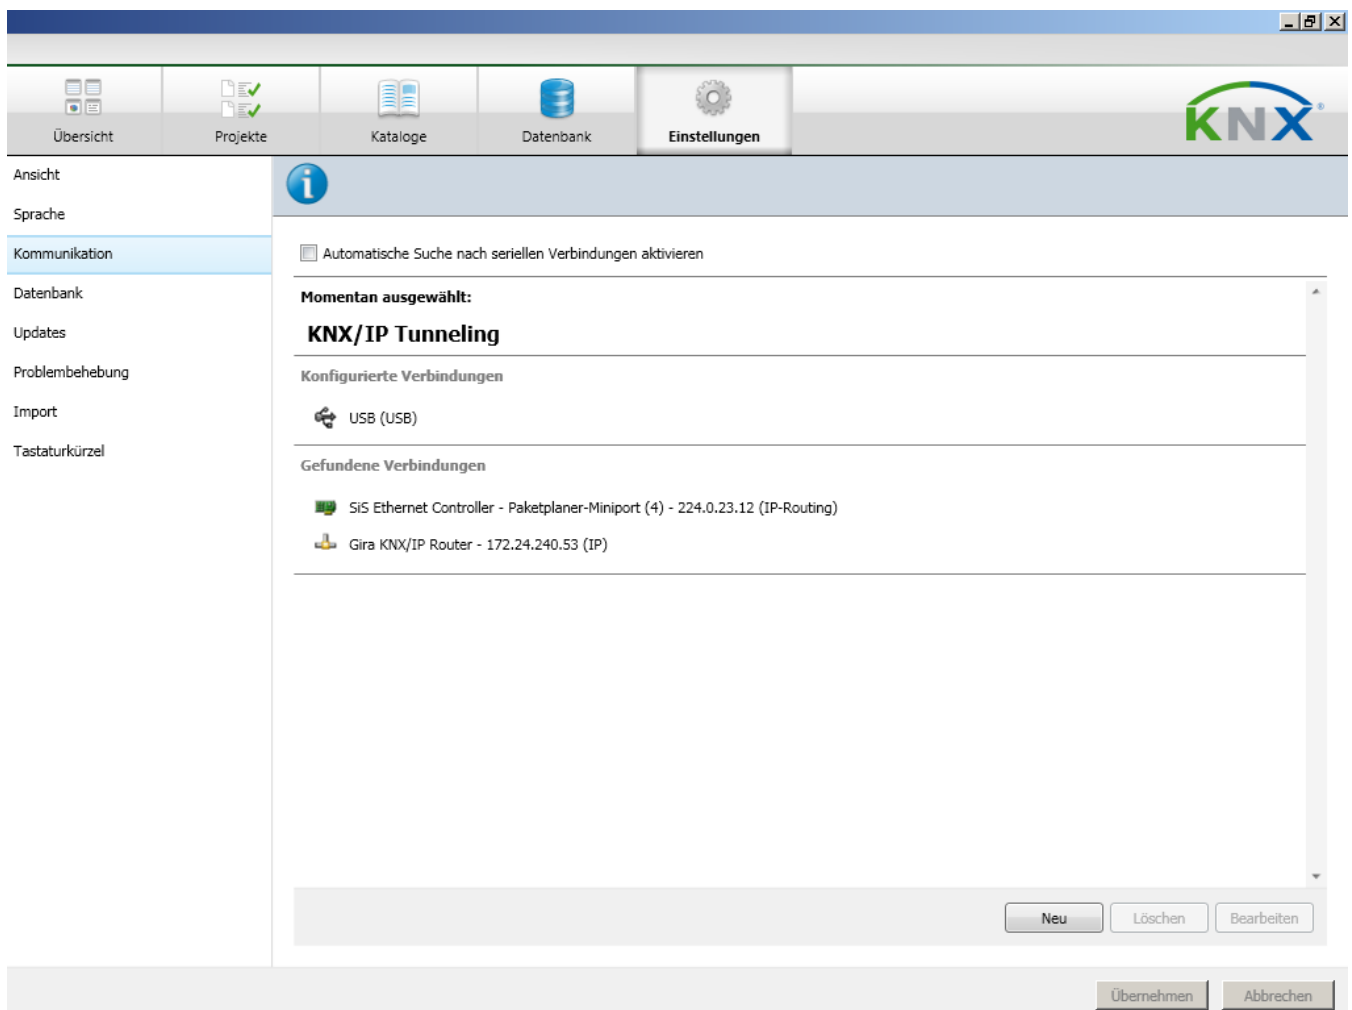 KNX®
Übersicht
Projekte
Kataloge
Datenbank
Einstellungen
Ansicht
Sprache
Kommunikation
Datenbank
Updates
Problembehebung
Import
Tastaturkürzel
Automatische Suche nach seriellen Verbindungen aktivieren
Momentan ausgewählt:
KNX/IP Tunneling
Konfigurierte Verbindungen
USB (USB)
Gefundene Verbindungen
SiS Ethernet Controller - Paketplaner-Miniport (4) - 224.0.23.12 (IP-Routing)
Gira KNX/IP Router - 172.24.240.53 (IP)
Neu
Löschen
Bearbeiten
Übernehmen
Abbrechen